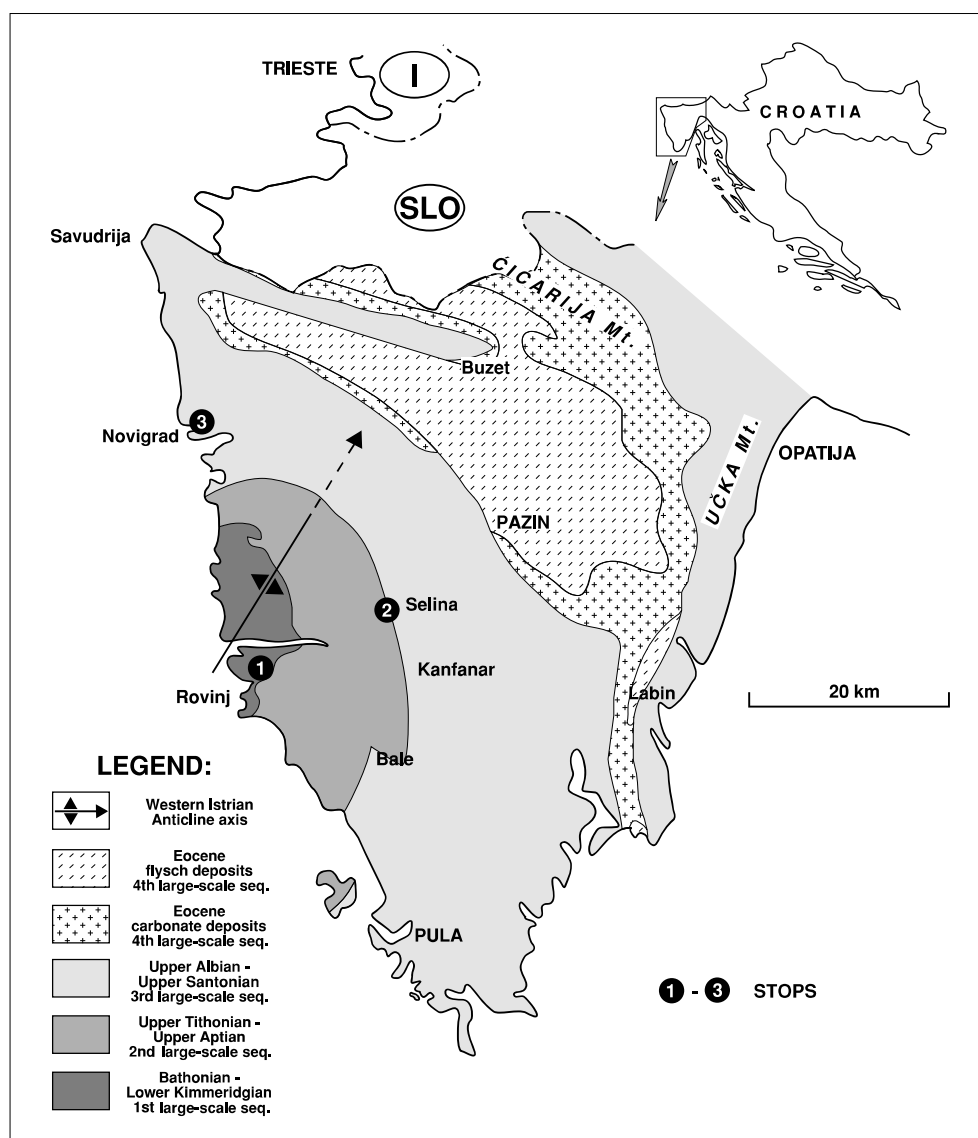 TRIESTE
I
CROATIA
SLO
Savudrija
ĆIĆARIJA Mt.
Buzet
Novigrad
3
UČKA Mt.
OPATIJA
PAZIN
2
Selina
1
Kanfanar
Rovinj
Labin
20 km
Bale
PULA
LEGEND:
Western Istrian
Anticline axis
Eocene
flysch deposits
4th large-scale seq.
Eocene
carbonate deposits
4th large-scale seq.
Upper Albian -
Upper Santonian
3rd large-scale seq.
Upper Tithonian -
Upper Aptian
2nd large-scale seq.
Bathonian -
Lower Kimmeridgian
1st large-scale seq.
1 - 3 STOPS